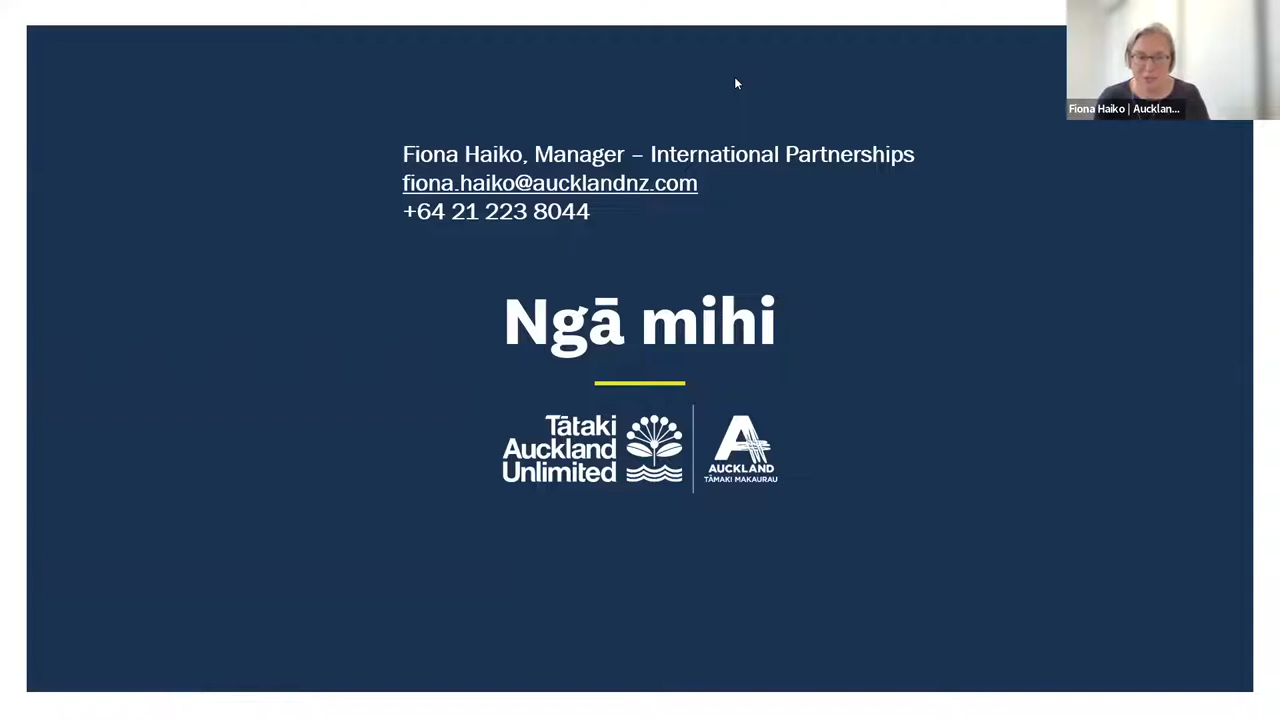 Fiona Haiko | Aucklan...
Fiona Haiko, Manager – International Partnerships
fiona.haiko@aucklandnz.com
+64 21 223 8044
Ngā mihi
Tātaki
Auckland
Unlimited
AUCKLAND
TĀMAKI MAKAURAU